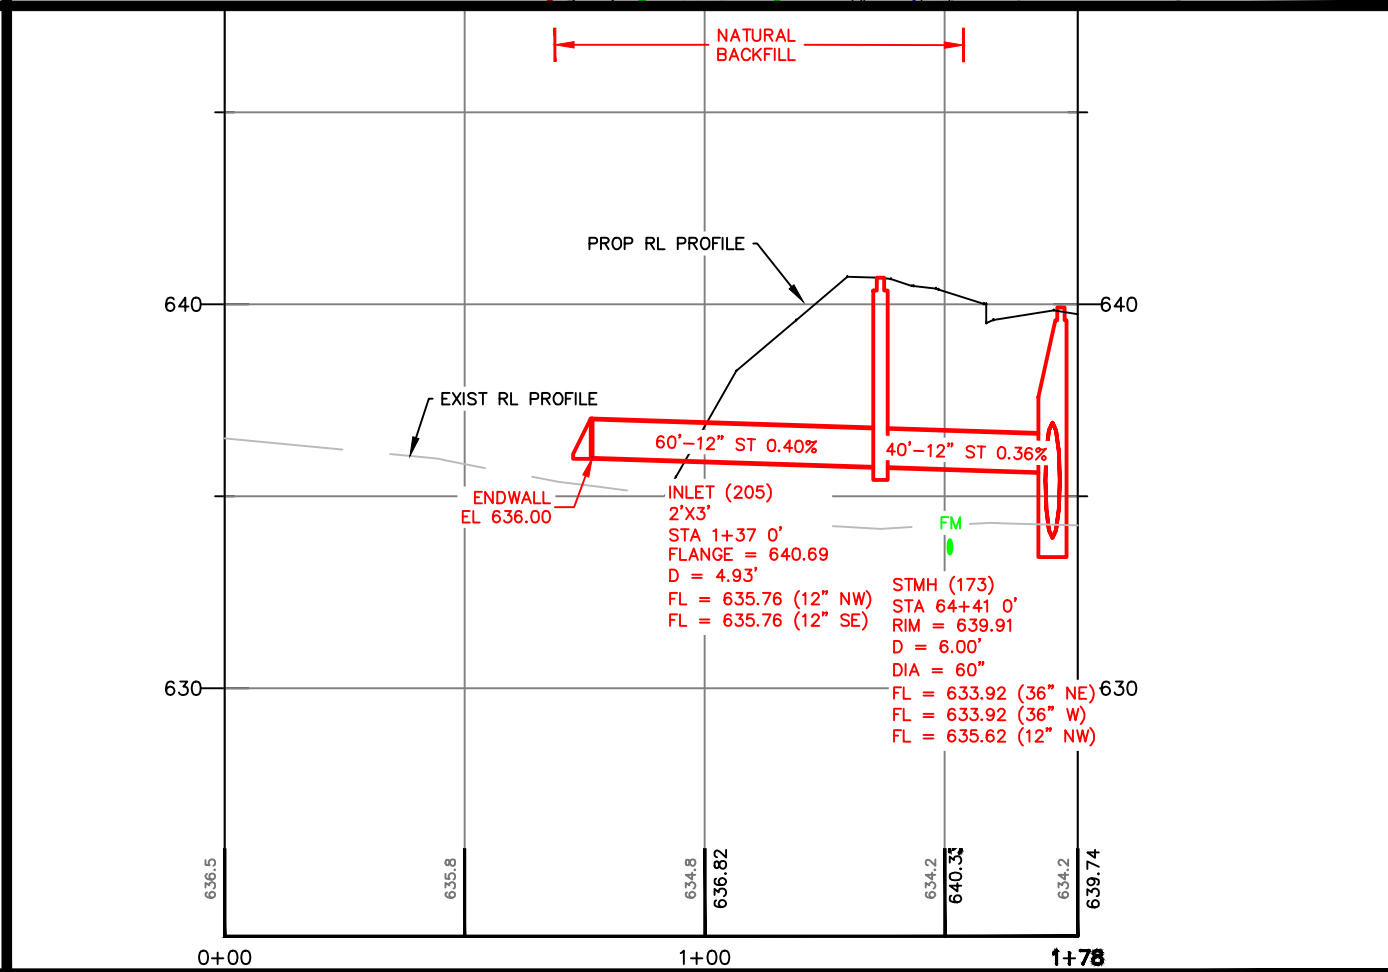 NATURAL
BACKFILL
PROP RL PROFILE
640
640
EXIST RL PROFILE
60'-12" ST 0.40%
40'-12" ST 0.36%
ENDWALL
EL 636.00
INLET (205)
2'X3'
STA 1+37 0'
FLANGE = 640.69
D = 4.93'
FL = 635.76 (12" NW)
FL = 635.76 (12" SE)
FM
STMH (173)
STA 64+41 0'
RIM = 639.91
D = 6.00'
DIA = 60"
FL = 633.92 (36" NE)
FL = 633.92 (36" W)
FL = 635.62 (12" NW)
630
630
636.5
635.8
634.8
636.82
634.2
634.2
639.74
0+00
1+00
1+78